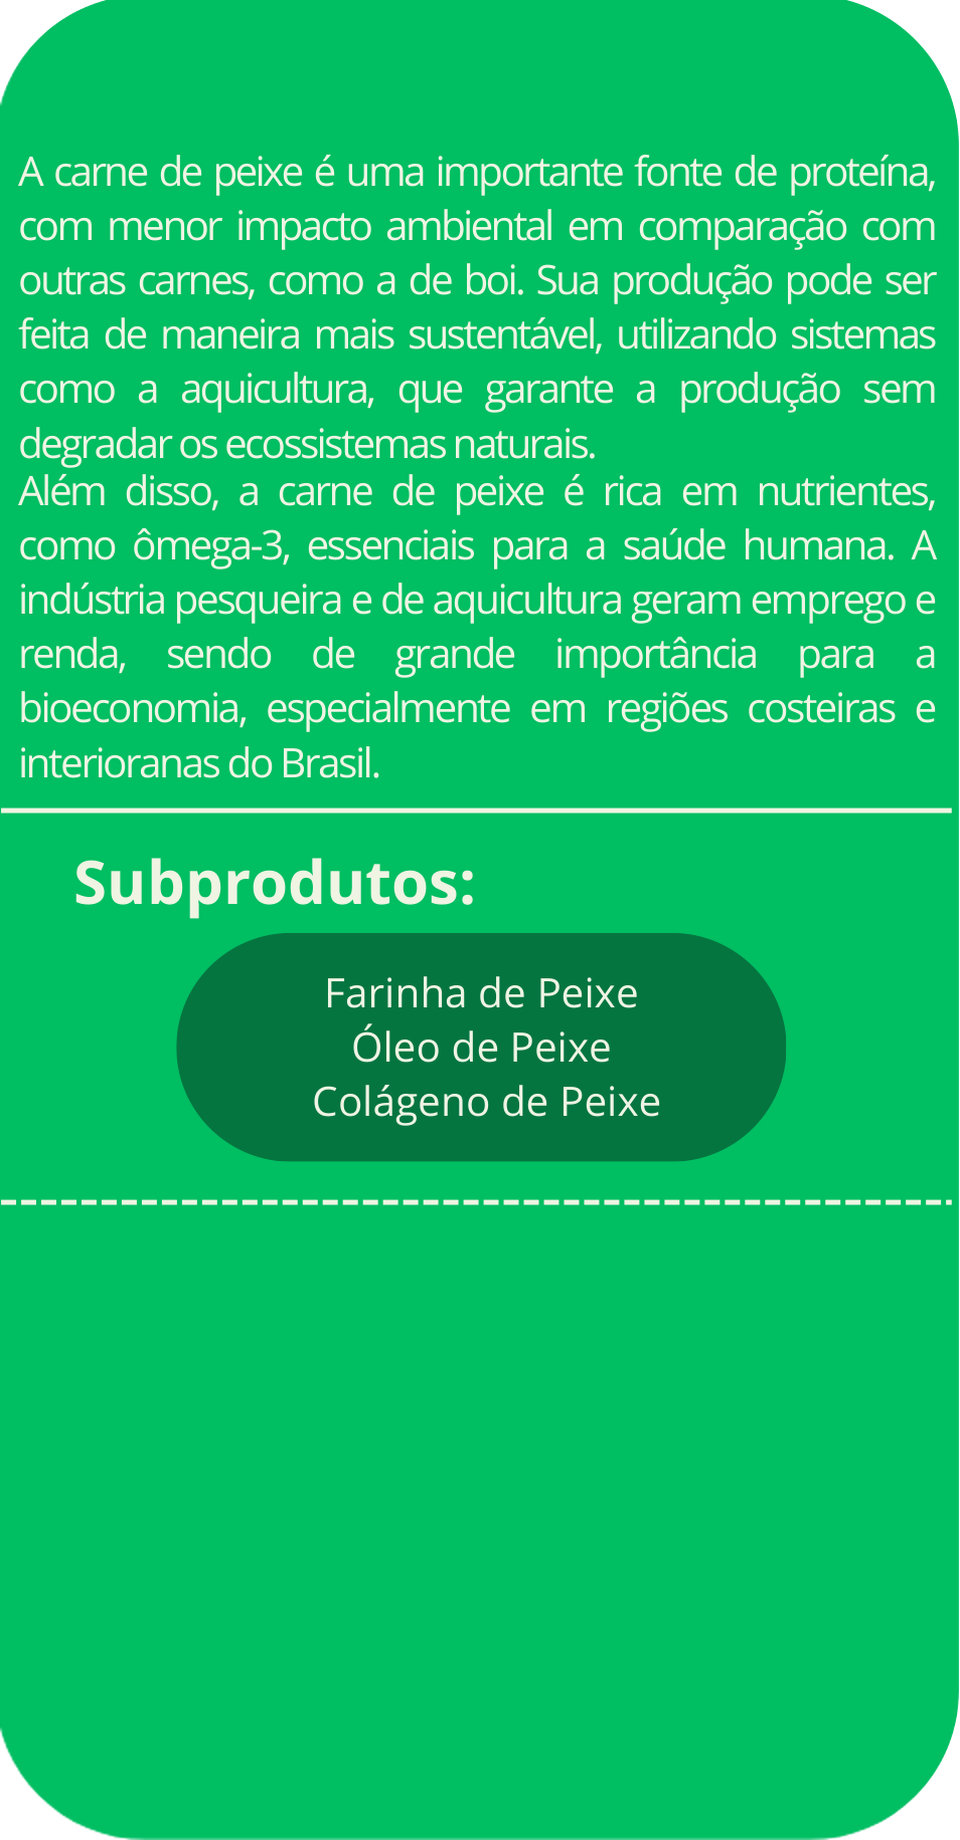 A carne de peixe é uma importante fonte de proteína,
com menor impacto ambiental em comparação com
outras carnes, como a de boi. Sua produção pode ser
feita de maneira mais sustentável, utilizando sistemas
como a aquicultura, que garante a produção sem
degradar os ecossistemas naturais.
Além disso, a carne de peixe é rica em nutrientes,
como ômega-3, essenciais para a saúde humana. A
indústria pesqueira e de aquicultura geram emprego e
renda, sendo de grande importância para a
bioeconomia, especialmente em regiões costeiras e
interioranas do Brasil.
Subprodutos:
Farinha de Peixe
Óleo de Peixe
Colágeno de Peixe